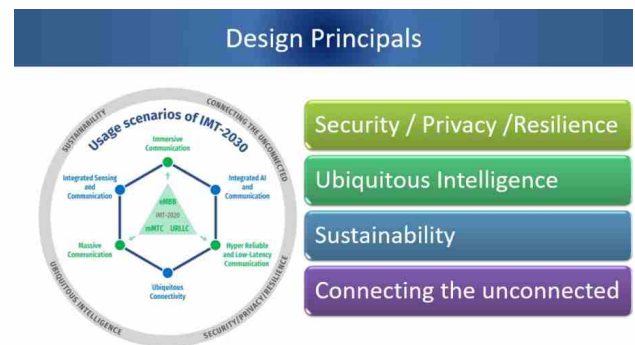 Design Principals
SUSTAINABILITY
CONNECTING THE UNCONNECTED
Usage scenarios of IMT-2030
Immersive
Communication
Integrated Sensing
and
Communication
Integrated AI
and
Communication
eMBB
IMT-2020
mMTC URLLC
Massive
Communication
Hyper Reliable
and Low-Latency
Communication
Ubiquitous
Connectivity
UBIQUITOUS INTELLIGENCE
SECURITY/PRIVACY/RESILIENCE
Security / Privacy /Resilience
Ubiquitous Intelligence
Sustainability
Connecting the unconnected